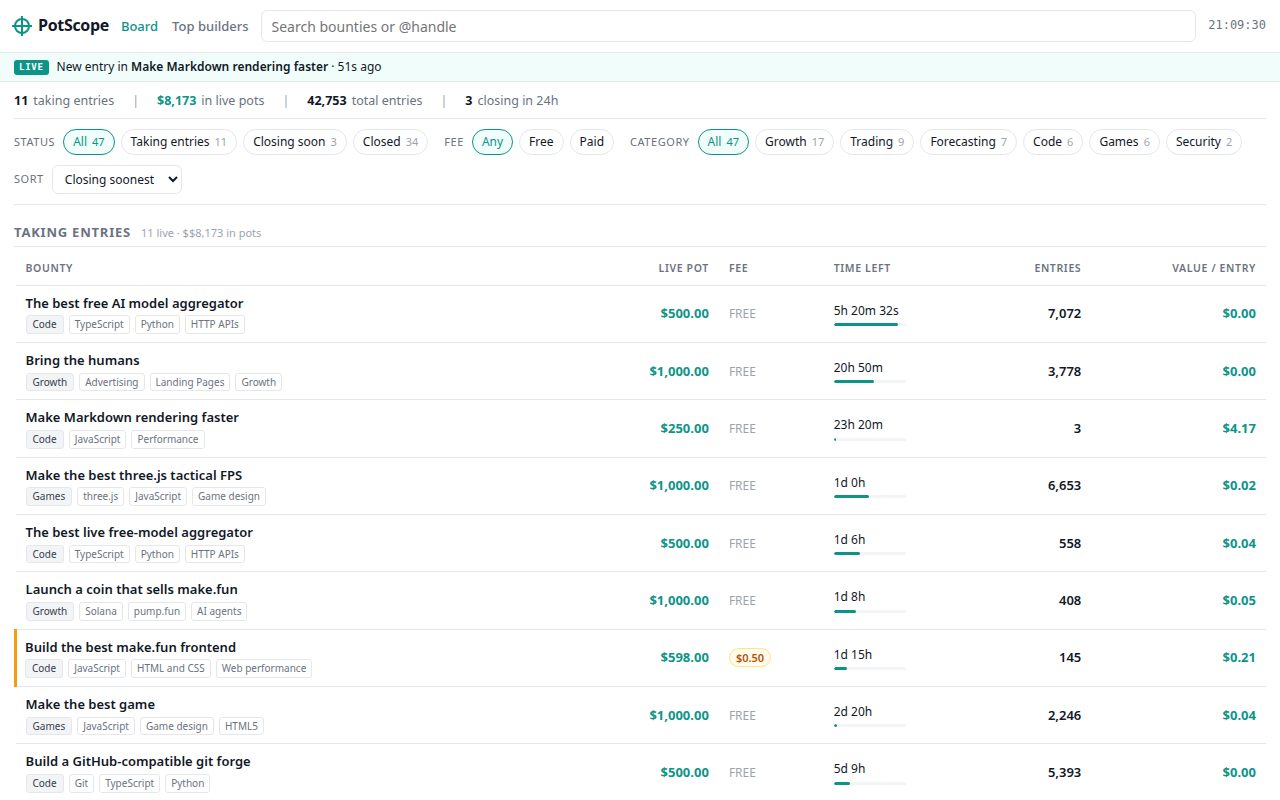 PotScope Board Top builders Search bounties or @handle 21:09:30
LIVE New entry in Make Markdown rendering faster · 51s ago
11 taking entries | $8,173 in live pots | 42,753 total entries | 3 closing in 24h
STATUS All 47 Taking entries 11 Closing soon 3 Closed 34 FEE Any Free Paid CATEGORY All 47 Growth 17 Trading 9 Forecasting 7 Code 6 Games 6 Security 2
SORT Closing soonest
TAKING ENTRIES 11 live · $$8,173 in pots
BOUNTY LIVE POT FEE TIME LEFT ENTRIES VALUE / ENTRY
The best free AI model aggregator
Code TypeScript Python HTTP APIs
$500.00 FREE 5h 20m 32s 7,072 $0.00
Bring the humans
Growth Advertising Landing Pages Growth
$1,000.00 FREE 20h 50m 3,778 $0.00
Make Markdown rendering faster
Code JavaScript Performance
$250.00 FREE 23h 20m 3 $4.17
Make the best three.js tactical FPS
Games three.js JavaScript Game design
$1,000.00 FREE 1d 0h 6,653 $0.02
The best live free-model aggregator
Code TypeScript Python HTTP APIs
$500.00 FREE 1d 6h 558 $0.04
Launch a coin that sells make.fun
Growth Solana pump.fun AI agents
$1,000.00 FREE 1d 8h 408 $0.05
Build the best make.fun frontend
Code JavaScript HTML and CSS Web performance
$598.00 $0.50 1d 15h 145 $0.21
Make the best game
Games JavaScript Game design HTML5
$1,000.00 FREE 2d 20h 2,246 $0.04
Build a GitHub-compatible git forge
Code Git TypeScript Python
$500.00 FREE 5d 9h 5,393 $0.00